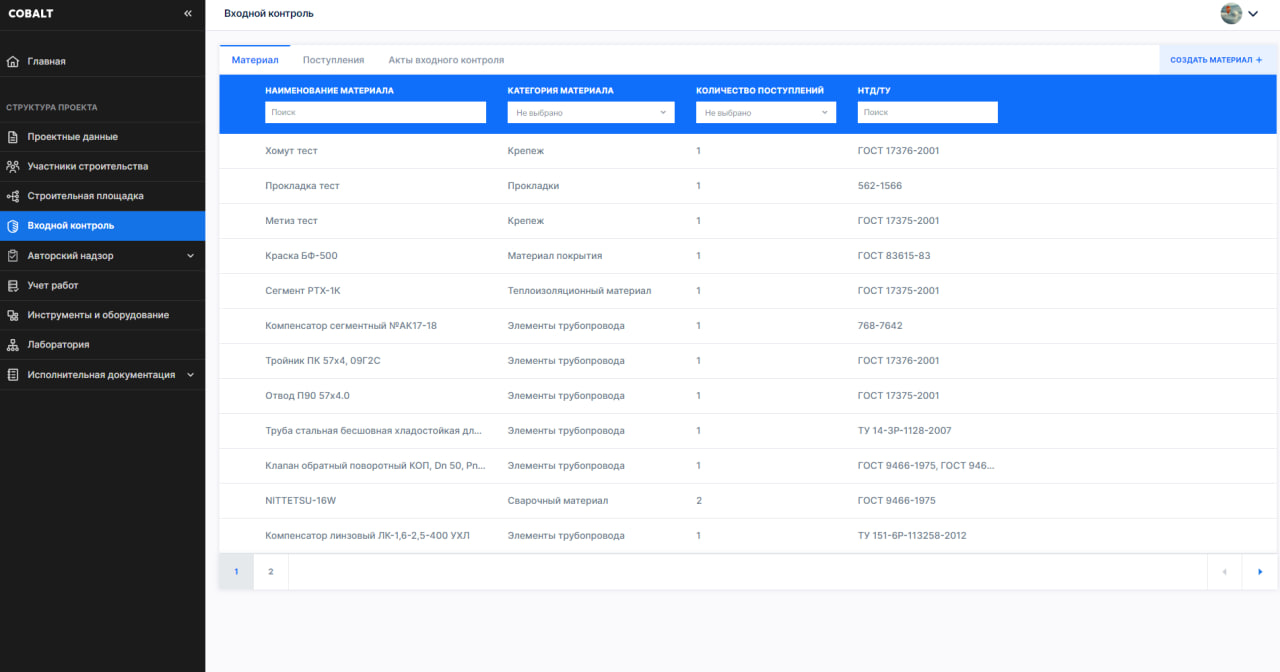 COBALT
«
Входной контроль
Главная
СТРУКТУРА ПРОЕКТА
Проектные данные
Участники строительства
Строительная площадка
Входной контроль
Авторский надзор
Учет работ
Инструменты и оборудование
Лаборатория
Исполнительная документация
Материал Поступления Акты входного контроля СОЗДАТЬ МАТЕРИАЛ +
НАИМЕНОВАНИЕ МАТЕРИАЛА КАТЕГОРИЯ МАТЕРИАЛА КОЛИЧЕСТВО ПОСТУПЛЕНИЙ НТД/ТУ
Поиск Не выбрано Не выбрано Поиск
Хомут тест Крепеж 1 ГОСТ 17376-2001
Прокладка тест Прокладки 1 562-1566
Метиз тест Крепеж 1 ГОСТ 17375-2001
Краска БФ-500 Материал покрытия 1 ГОСТ 83615-83
Сегмент РТХ-1К Теплоизоляционный материал 1 ГОСТ 17375-2001
Компенсатор сегментный №АК17-18 Элементы трубопровода 1 768-7642
Тройник ПК 57х4, 09Г2С Элементы трубопровода 1 ГОСТ 17376-2001
Отвод П90 57х4.0 Элементы трубопровода 1 ГОСТ 17375-2001
Труба стальная бесшовная хладостойкая дл... Элементы трубопровода 1 ТУ 14-3Р-1128-2007
Клапан обратный поворотный КОП, Dn 50, Pn... Элементы трубопровода 1 ГОСТ 9466-1975, ГОСТ 946...
NITTETSU-16W Сварочный материал 2 ГОСТ 9466-1975
Компенсатор линзовый ЛК-1,6-2,5-400 УХЛ Элементы трубопровода 1 ТУ 151-6Р-113258-2012
1 2